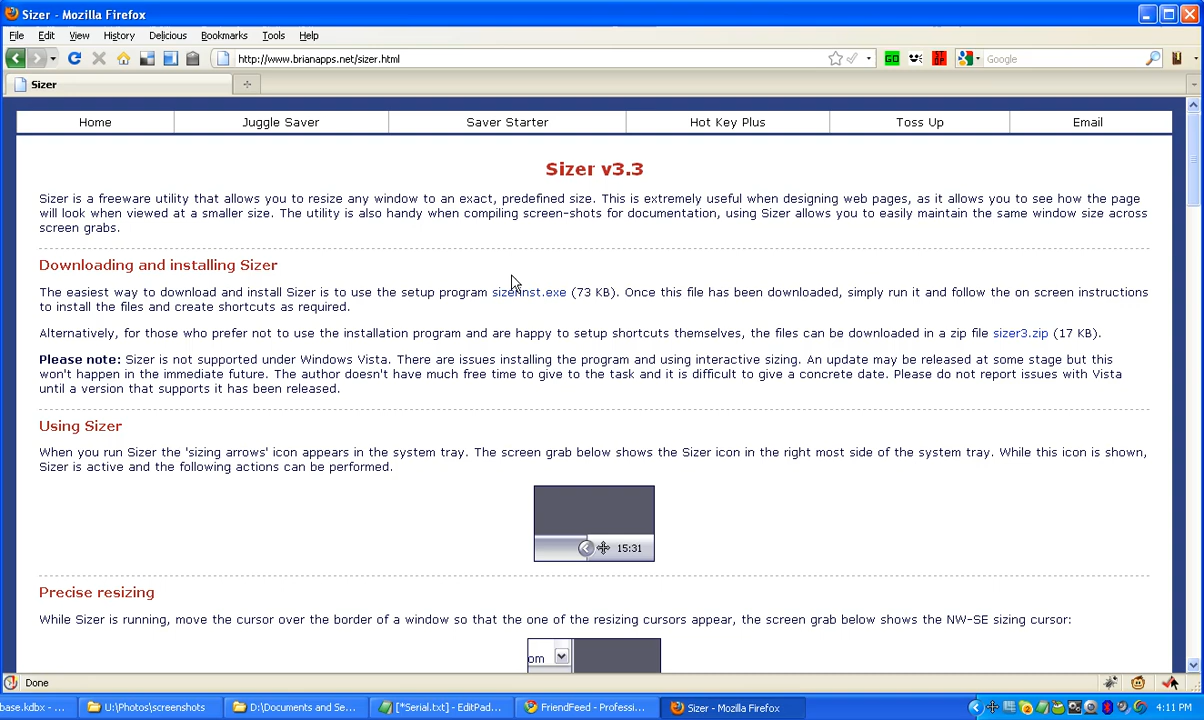 Sizer - Mozilla Firefox
File Edit View History Delicious Bookmarks Tools Help
http://www.brianapps.net/sizer.html
GO
STOP
Google
Sizer
Home Juggle Saver Saver Starter Hot Key Plus Toss Up Email
Sizer v3.3
Sizer is a freeware utility that allows you to resize any window to an exact, predefined size. This is extremely useful when designing web pages, as it allows you to see how the page
will look when viewed at a smaller size. The utility is also handy when compiling screen-shots for documentation, using Sizer allows you to easily maintain the same window size across
screen grabs.
Downloading and installing Sizer
The easiest way to download and install Sizer is to use the setup program sizerinst.exe (73 KB). Once this file has been downloaded, simply run it and follow the on screen instructions
to install the files and create shortcuts as required.
Alternatively, for those who prefer not to use the installation program and are happy to setup shortcuts themselves, the files can be downloaded in a zip file sizer3.zip (17 KB).
Please note: Sizer is not supported under Windows Vista. There are issues installing the program and using interactive sizing. An update may be released at some stage but this
won't happen in the immediate future. The author doesn't have much free time to give to the task and it is difficult to give a concrete date. Please do not report issues with Vista
until a version that supports it has been released.
Using Sizer
When you run Sizer the 'sizing arrows' icon appears in the system tray. The screen grab below shows the Sizer icon in the right most side of the system tray. While this icon is shown,
Sizer is active and the following actions can be performed.
15:31
Precise resizing
While Sizer is running, move the cursor over the border of a window so that the one of the resizing cursors appear, the screen grab below shows the NW-SE sizing cursor:
om
Done
base.kdbx - ... U:\Photos\screenshots D:\Documents and Se... [*Serial.txt] - EditPad... FriendFeed - Professi... Sizer - Mozilla Firefox 4:11 PM